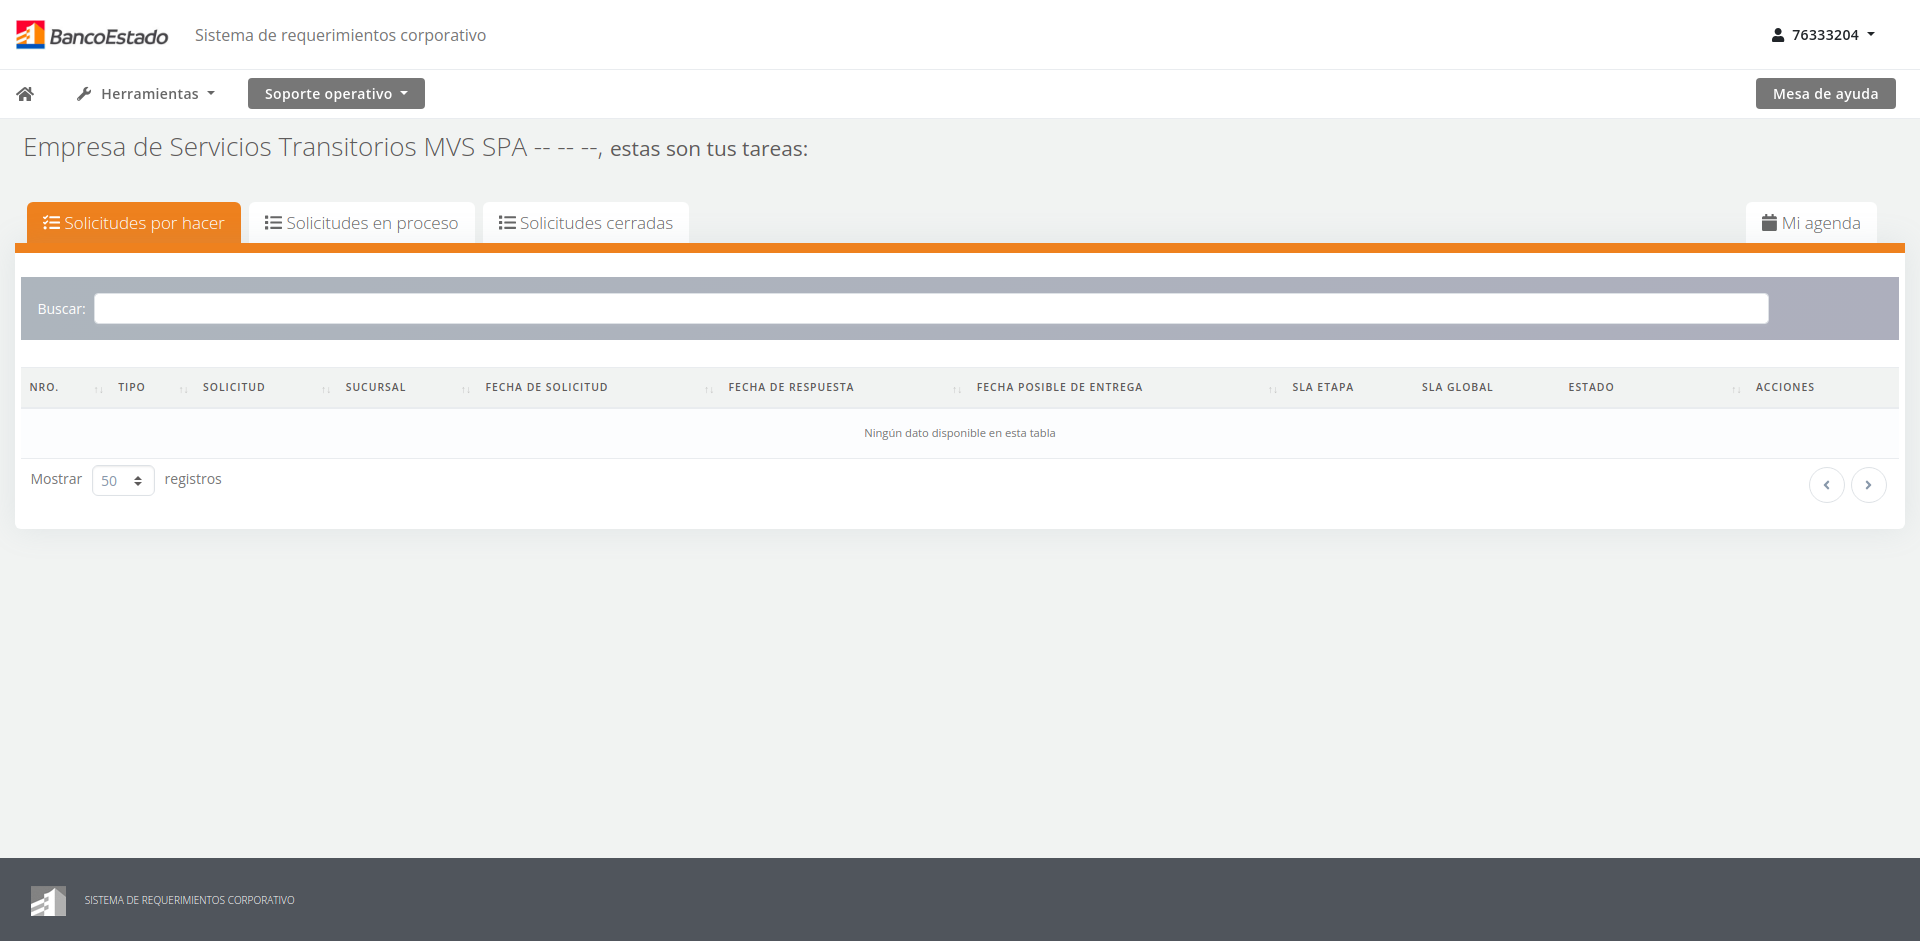 BancoEstado Sistema de requerimientos corporativo 76333204
Herramientas Soporte operativo Mesa de ayuda
Empresa de Servicios Transitorios MVS SPA -- -- --, estas son tus tareas:
Solicitudes por hacer Solicitudes en proceso Solicitudes cerradas Mi agenda
Buscar:
NRO. TIPO SOLICITUD SUCURSAL FECHA DE SOLICITUD FECHA DE RESPUESTA FECHA POSIBLE DE ENTREGA SLA ETAPA SLA GLOBAL ESTADO ACCIONES
Ningún dato disponible en esta tabla
Mostrar 50 registros
SISTEMA DE REQUERIMIENTOS CORPORATIVO